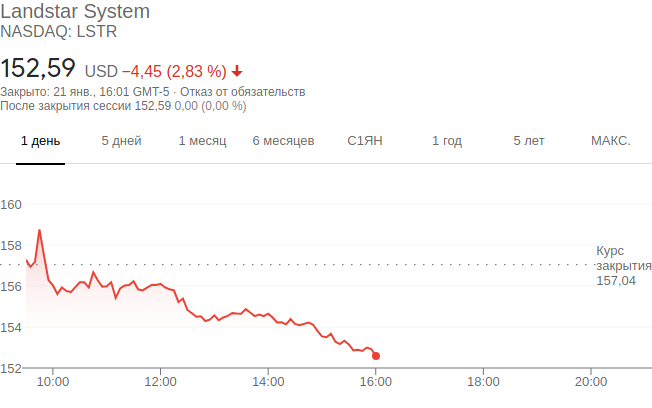 Landstar System
NASDAQ: LSTR
152,59 USD −4,45 (2,83 %)
Закрыто: 21 янв., 16:01 GMT-5 · Отказ от обязательств
После закрытия сессии 152,59 0,00 (0,00 %)
1 день 5 дней 1 месяц 6 месяцев С1ЯН 1 год 5 лет МАКС.
160
158
Курс
закрытия
157,04
156
154
152
10:00 12:00 14:00 16:00 18:00 20:00